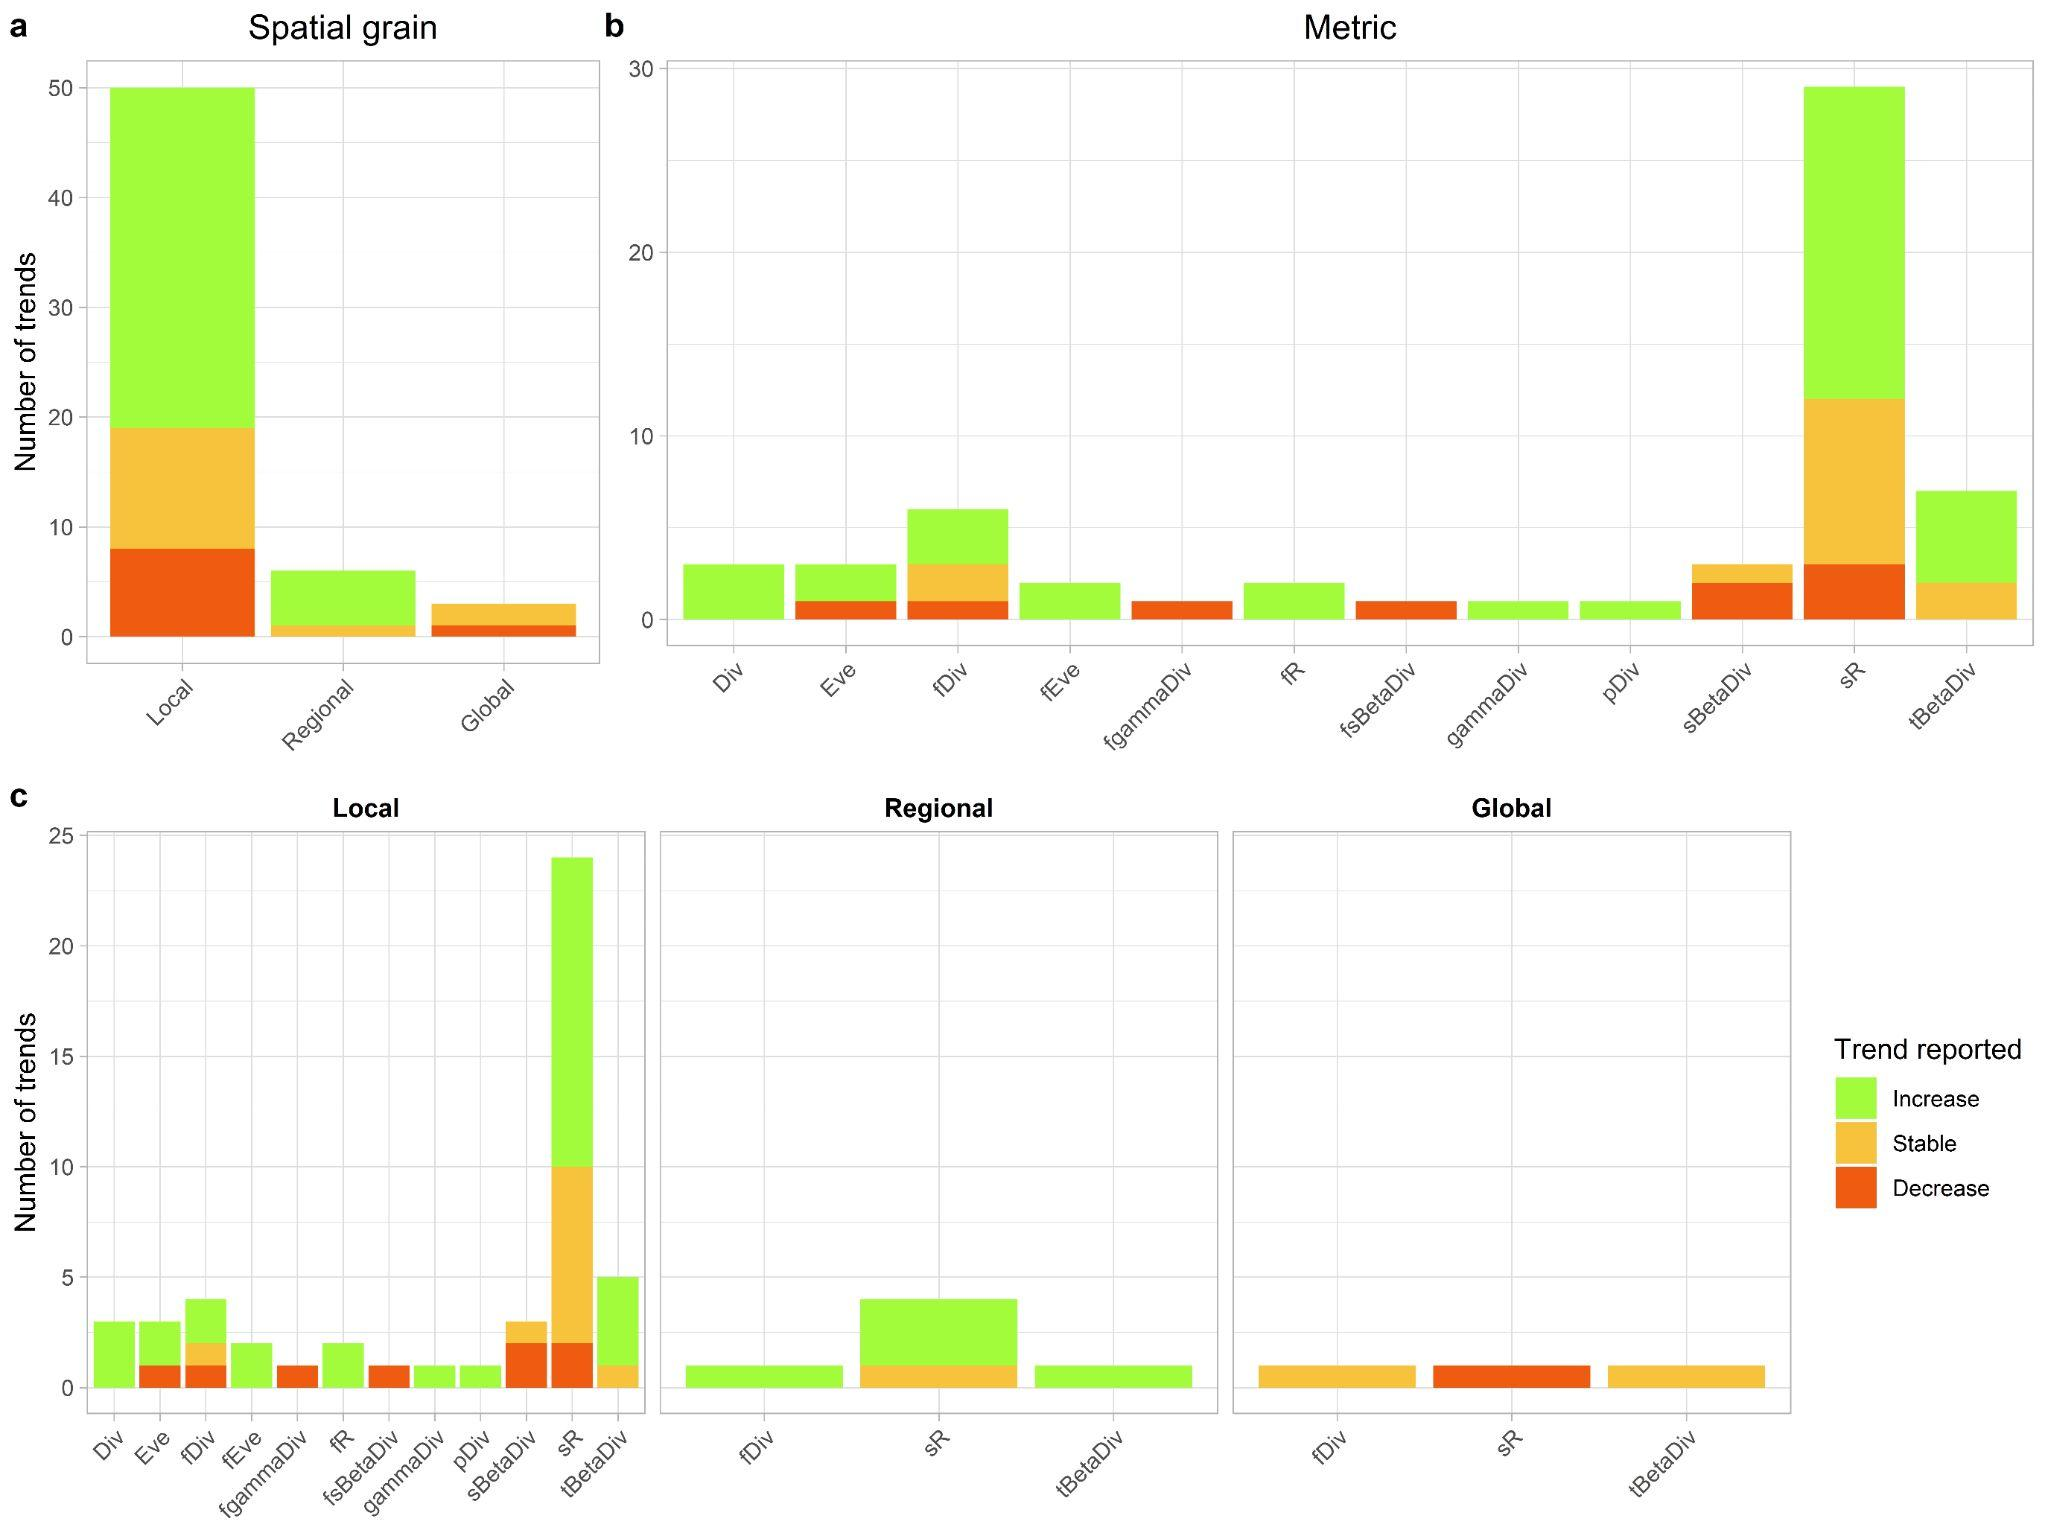 a
Spatial grain
Number of trends
50
40
30
20
10
0
Local
Regional
Global
b
Metric
30
20
10
0
Div
Eve
fDiv
fEve
fgammaDiv
fR
fsBetaDiv
gammaDiv
pDiv
sBetaDiv
sR
tBetaDiv
c
Local
Regional
Global
Number of trends
25
20
15
10
5
0
Div
Eve
fDiv
fEve
fgammaDiv
fR
fsBetaDiv
gammaDiv
pDiv
sBetaDiv
sR
tBetaDiv
fDiv
sR
tBetaDiv
fDiv
sR
tBetaDiv
Trend reported
Increase
Stable
Decrease